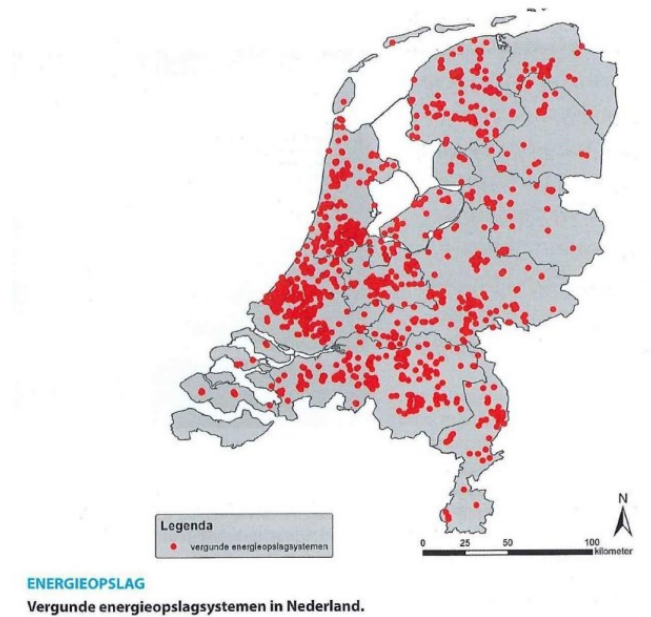 N
Legenda
vergunde energieopslagsystemen
0 25 50 100
kilometer
ENERGIEOPSLAG
Vergunde energieopslagsystemen in Nederland.